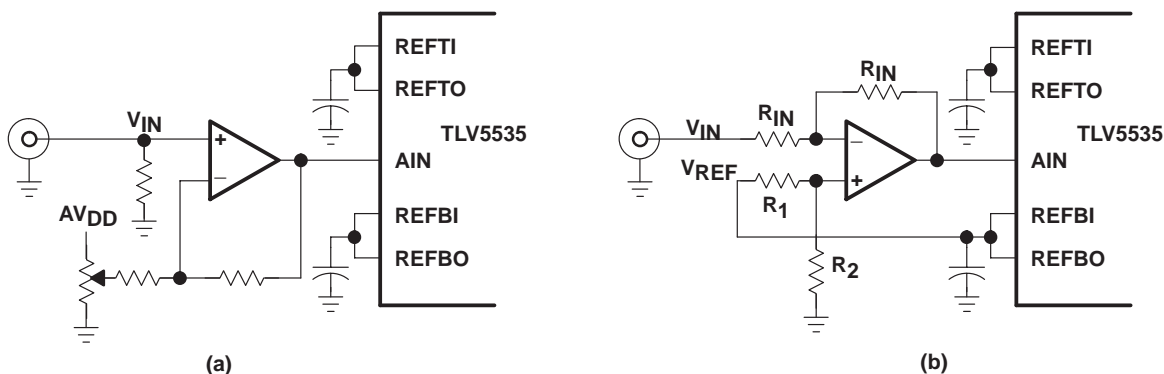 REFTI
REFTO
TLV5535
VIN
+
−
AIN
AVDD
REFBI
REFBO
(a)
REFTI
REFTO
RIN
TLV5535
VIN
RIN
−
AIN
VREF
+
R1
REFBI
REFBO
R2
(b)